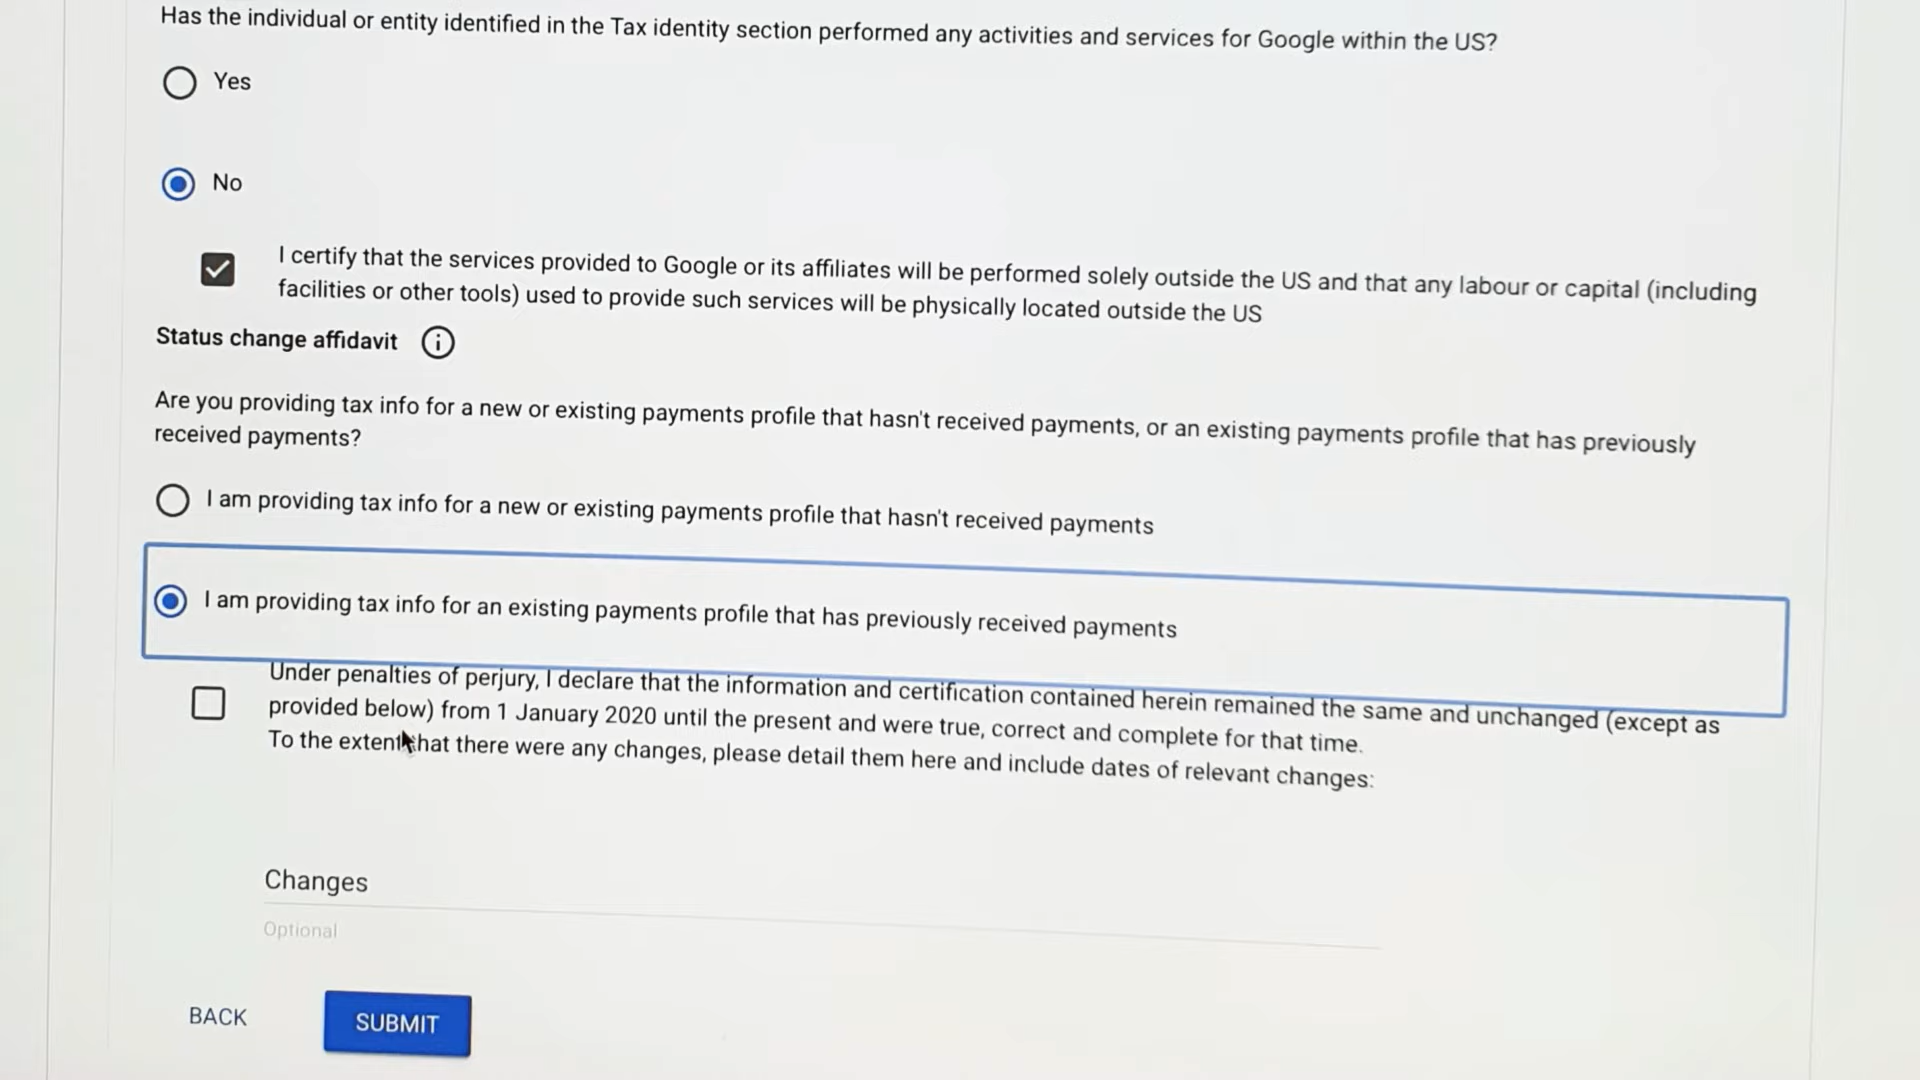 Has the individual or entity identified in the Tax identity section performed any activities and services for Google within the US?
Yes
No
I certify that the services provided to Google or its affiliates will be performed solely outside the US and that any labour or capital (including
facilities or other tools) used to provide such services will be physically located outside the US
Status change affidavit
Are you providing tax info for a new or existing payments profile that hasn't received payments, or an existing payments profile that has previously
received payments?
I am providing tax info for a new or existing payments profile that hasn't received payments
I am providing tax info for an existing payments profile that has previously received payments
Under penalties of perjury, I declare that the information and certification contained herein remained the same and unchanged (except as
provided below) from 1 January 2020 until the present and were true, correct and complete for that time.
To the extent that there were any changes, please detail them here and include dates of relevant changes:
Changes
Optional
BACK
SUBMIT